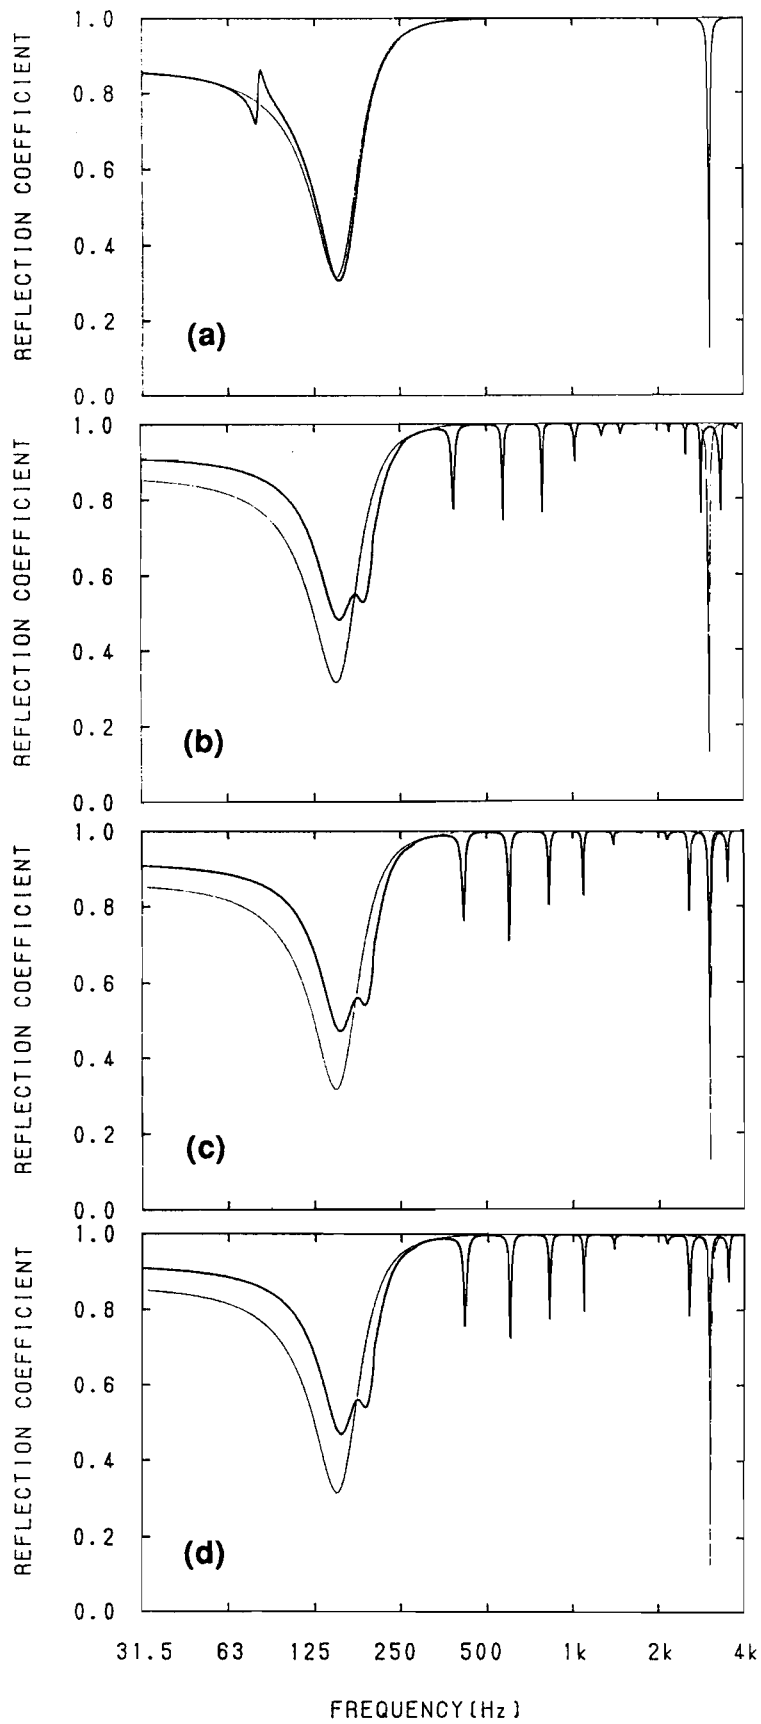 REFLECTION COEFFICIENT
1.0
0.8
0.6
0.4
0.2
0.0
(a)
REFLECTION COEFFICIENT
1.0
0.8
0.6
0.4
0.2
0.0
(b)
REFLECTION COEFFICIENT
1.0
0.8
0.6
0.4
0.2
0.0
(c)
REFLECTION COEFFICIENT
1.0
0.8
0.6
0.4
0.2
0.0
(d)
31.5 63 125 250 500 1k 2k 4k
FREQUENCY(Hz)